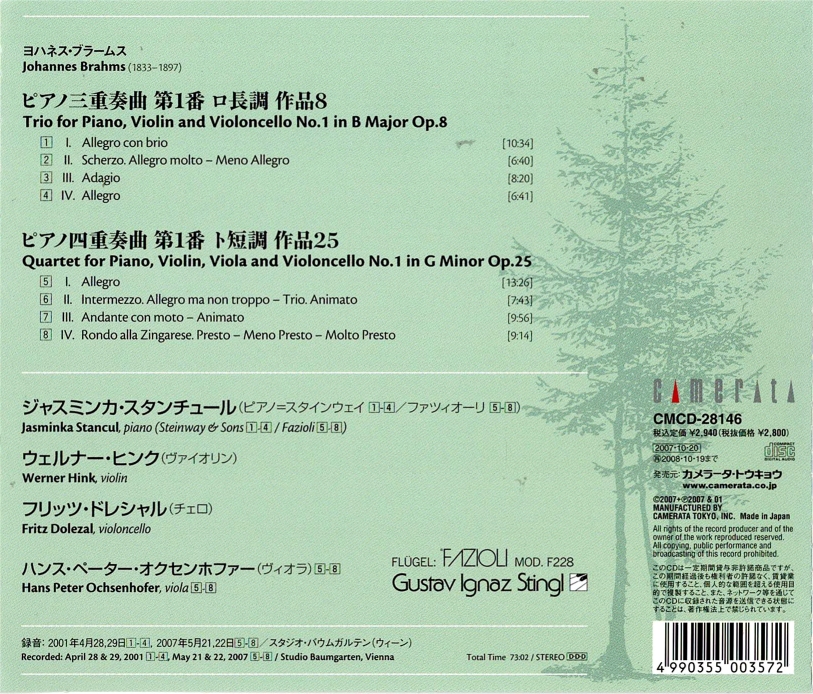 ヨハネス・ブラームス
Johannes Brahms (1833–1897)
ピアノ三重奏曲 第1番 ロ長調 作品8
Trio for Piano, Violin and Violoncello No.1 in B Major Op.8
1 I. Allegro con brio [10:34]
2 II. Scherzo. Allegro molto – Meno Allegro [6:40]
3 III. Adagio [8:20]
4 IV. Allegro [6:41]
ピアノ四重奏曲 第1番 ト短調 作品25
Quartet for Piano, Violin, Viola and Violoncello No.1 in G Minor Op.25
5 I. Allegro [13:26]
6 II. Intermezzo. Allegro ma non troppo – Trio. Animato [7:43]
7 III. Andante con moto – Animato [9:56]
8 IV. Rondo alla Zingarese. Presto – Meno Presto – Molto Presto [9:14]
ジャスミンカ・スタンチュール(ピアノ=スタインウェイ 1-4/ファツィオーリ 5-8)
Jasminka Stancul, piano (Steinway & Sons 1-4 / Fazioli 5-8)
ウェルナー・ヒンク(ヴァイオリン)
Werner Hink, violin
フリッツ・ドレシャル(チェロ)
Fritz Dolezal, violoncello
ハンス・ペーター・オクセンホファー(ヴィオラ) 5-8
Hans Peter Ochsenhofer, viola 5-8
FLÜGEL: FAZIOLI MOD. F228
Gustav Ignaz Stingl
録音:2001年4月28,29日1-4, 2007年5月21,22日5-8/スタジオ・バウムガルテン(ウィーン)
Recorded: April 28 & 29, 2001 1-4, May 21 & 22, 2007 5-8 / Studio Baumgarten, Vienna
Total Time 73:02 / STEREO DDD
camerata
CMCD-28146
税込定価 ¥2,940(税抜価格 ¥2,800)
2007・10・20
Ⓡ2008・10・19まで
COMPACT disc DIGITAL AUDIO
発売元:カメラータ・トウキョウ
www.camerata.co.jp
©2007+Ⓟ2007 & 01
MANUFACTURED BY
CAMERATA TOKYO, INC. Made in Japan
All rights of the record producer and of the
owner of the work reproduced reserved.
All copying, public performance and
broadcasting of this record prohibited.
このCDは一定期間貸与非許諾商品ですが、
この期間経過後も権利者の許諾なく、賃貸業
に使用すること、個人的な範囲を超える使用目
的で複製すること、また、ネットワーク等を通じて
このCDに収録された音源を送信できる状態に
することは、著作権法上で禁じられています。
4 990355 003572